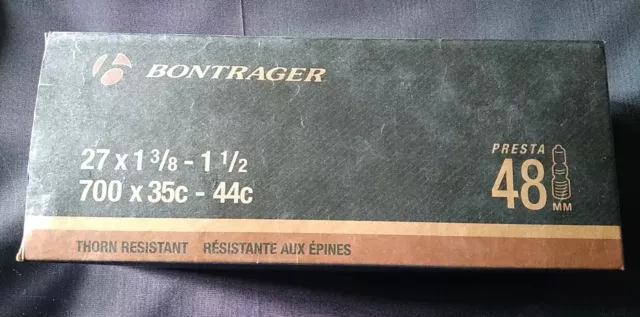 BONTRAGER
27 x 1 3/8 - 1 1/2
700 x 35c - 44c
PRESTA
48
MM
THORN RESISTANT RÉSISTANTE AUX ÉPINES